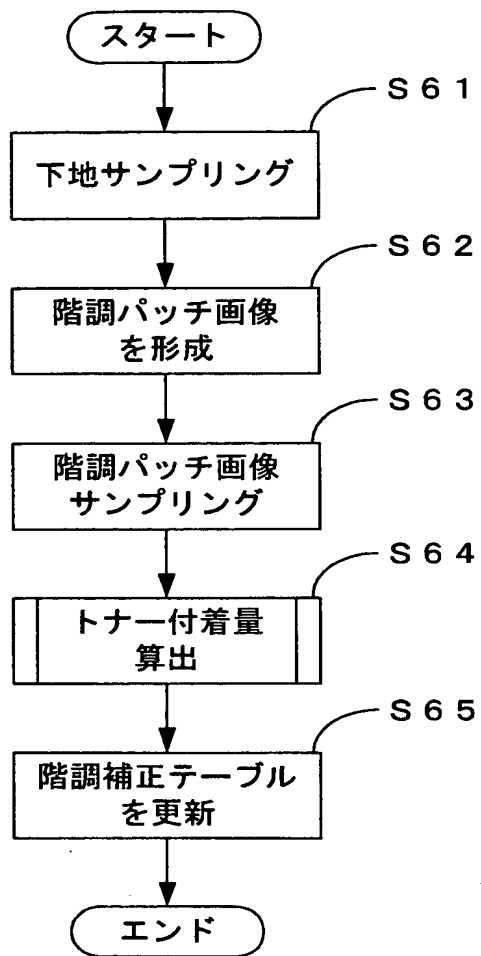 スタート
S61
下地サンプリング
S62
階調パッチ画像
を形成
S63
階調パッチ画像
サンプリング
S64
トナー付着量
算出
S65
階調補正テーブル
を更新
エンド